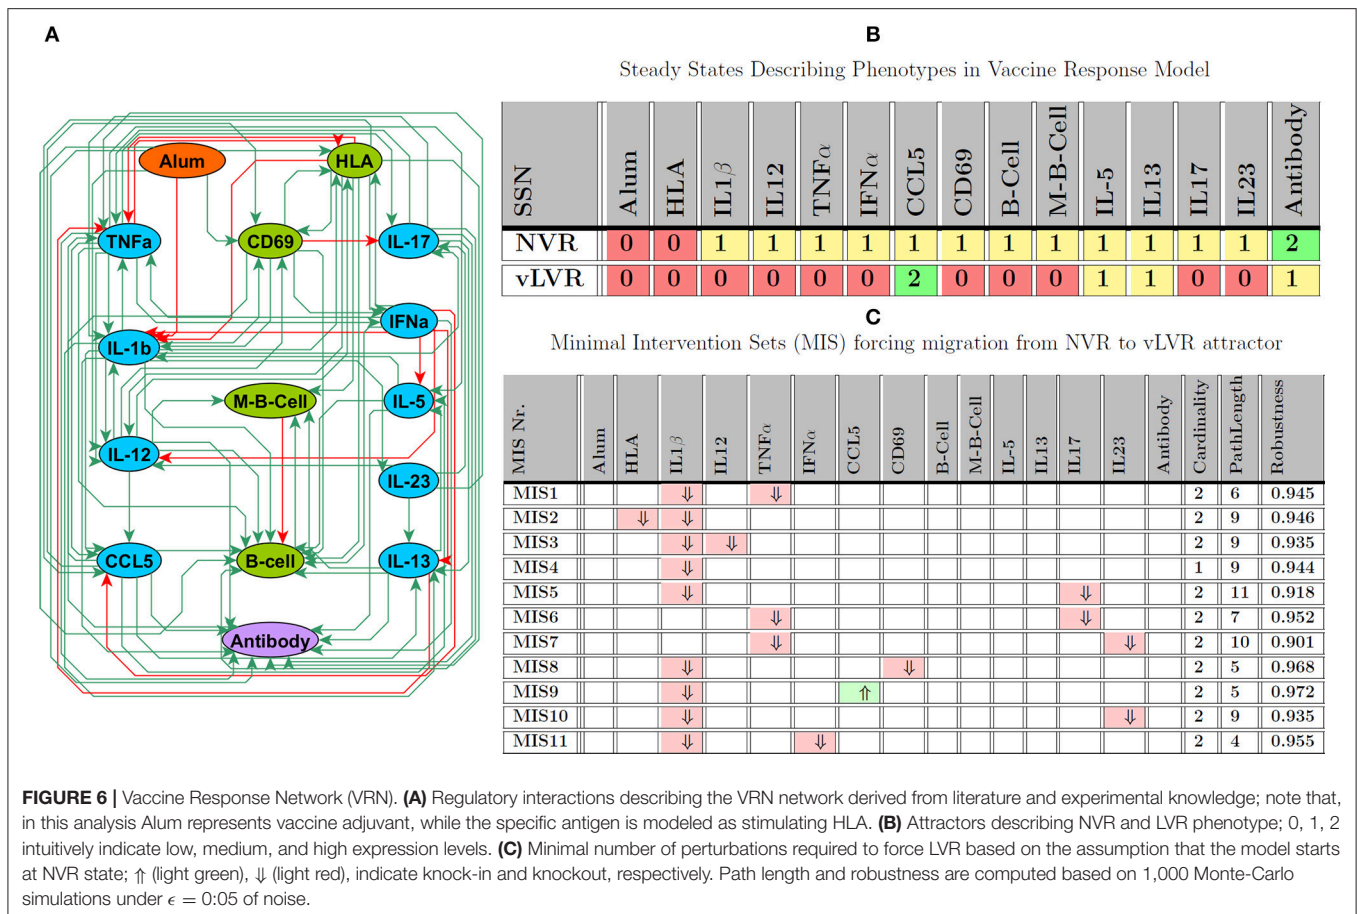 A
B
Steady States Describing Phenotypes in Vaccine Response Model
SSN Alum HLA IL1β IL12 TNFα IFNα CCL5 CD69 B-Cell M-B-Cell IL-5 IL13 IL17 IL23 Antibody
NVR 0 0 1 1 1 1 1 1 1 1 1 1 1 1 2
vLVR 0 0 0 0 0 0 2 0 0 0 1 1 0 0 1
Alum HLA
TNFa CD69 IL-17
IFNa
IL-1b
M-B-Cell IL-5
IL-12
IL-23
CCL5 B-cell IL-13
Antibody
C
Minimal Intervention Sets (MIS) forcing migration from NVR to vLVR attractor
MIS Nr. Alum HLA IL1β IL12 TNFα IFNα CCL5 CD69 B-Cell M-B-Cell IL-5 IL13 IL17 IL23 Antibody Cardinality PathLength Robustness
MIS1 ⇓ ⇓ 2 6 0.945
MIS2 ⇓ ⇓ 2 9 0.946
MIS3 ⇓ ⇓ 2 9 0.935
MIS4 ⇓ 1 9 0.944
MIS5 ⇓ ⇓ 2 11 0.918
MIS6 ⇓ ⇓ 2 7 0.952
MIS7 ⇓ ⇓ 2 10 0.901
MIS8 ⇓ ⇓ 2 5 0.968
MIS9 ⇓ ⇑ 2 5 0.972
MIS10 ⇓ ⇓ 2 9 0.935
MIS11 ⇓ ⇓ 2 4 0.955
FIGURE 6 | Vaccine Response Network (VRN). (A) Regulatory interactions describing the VRN network derived from literature and experimental knowledge; note that,
in this analysis Alum represents vaccine adjuvant, while the specific antigen is modeled as stimulating HLA. (B) Attractors describing NVR and LVR phenotype; 0, 1, 2
intuitively indicate low, medium, and high expression levels. (C) Minimal number of perturbations required to force LVR based on the assumption that the model starts
at NVR state; ⇑ (light green), ⇓ (light red), indicate knock-in and knockout, respectively. Path length and robustness are computed based on 1,000 Monte-Carlo
simulations under ϵ = 0:05 of noise.